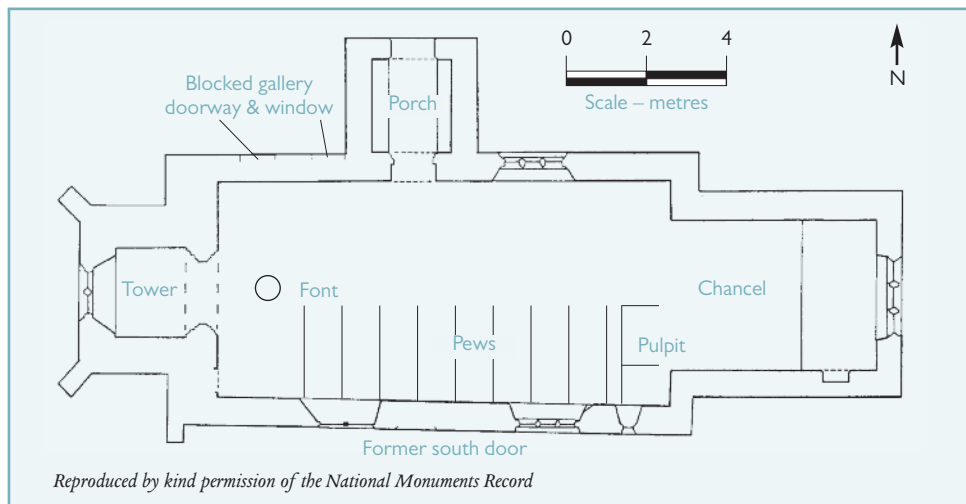 0 2 4
Scale – metres
N
Blocked gallery
doorway & window
Porch
Tower
Font
Pews
Chancel
Pulpit
Former south door
Reproduced by kind permission of the National Monuments Record